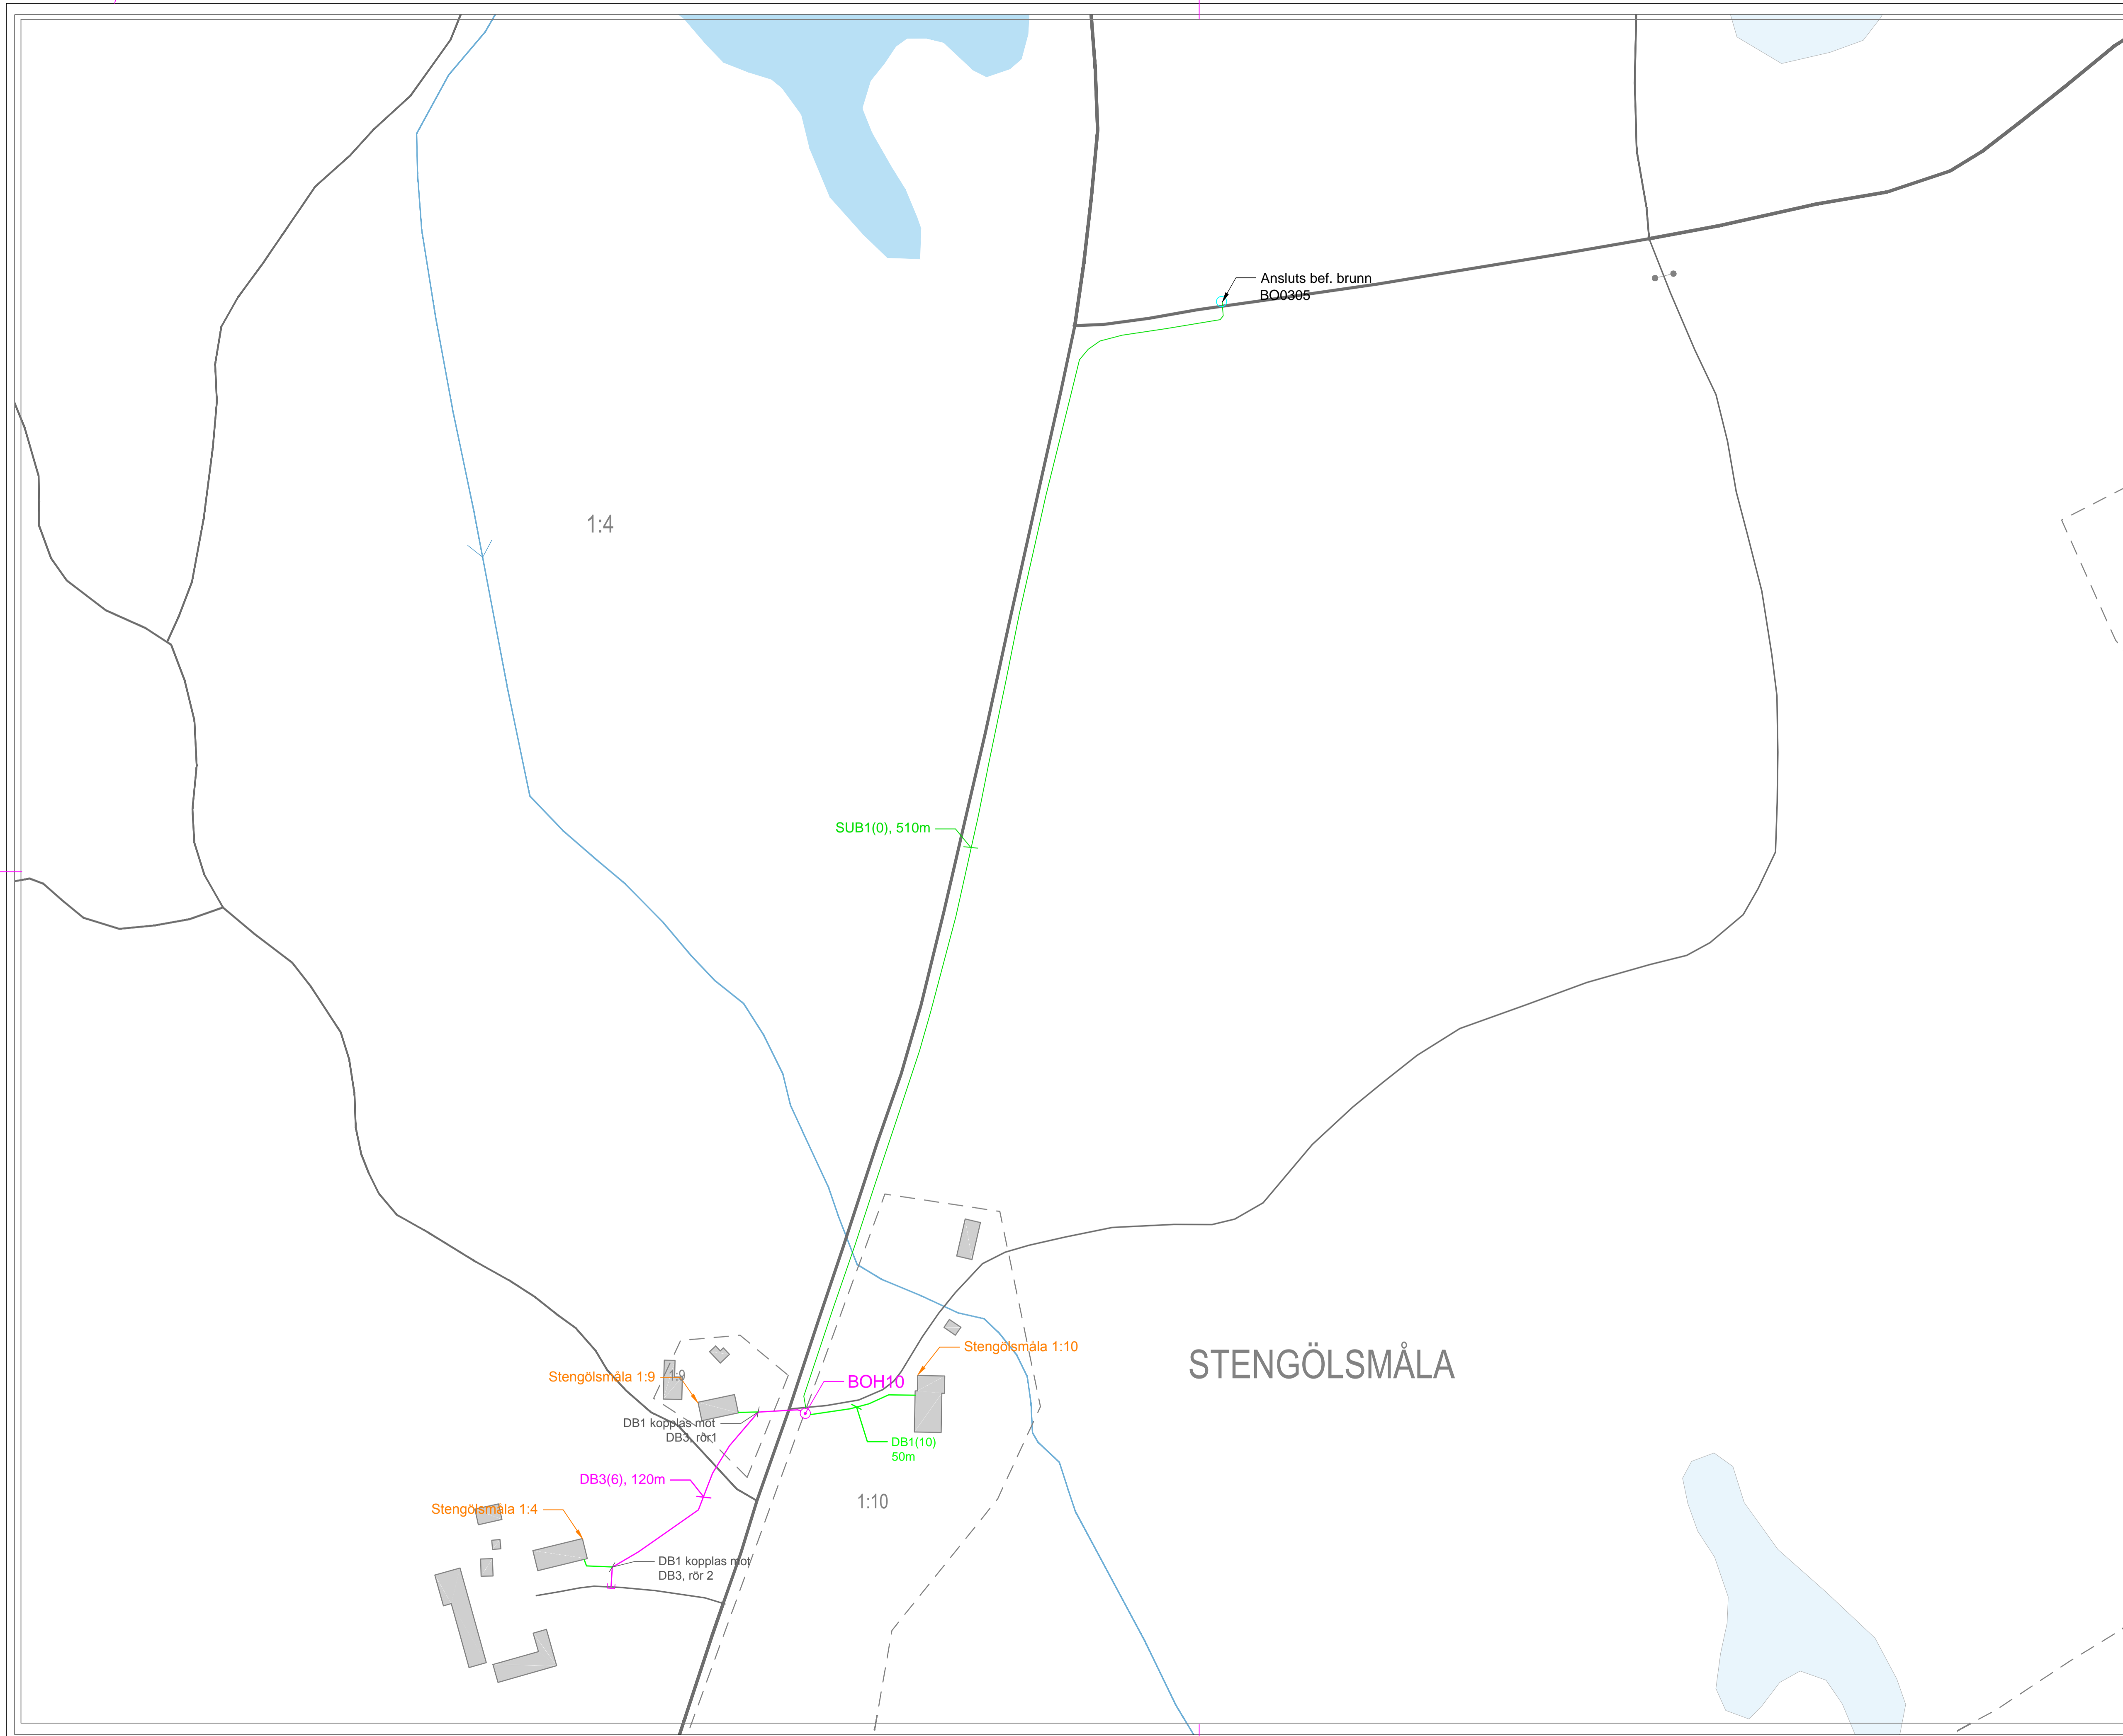 Ansluts bef. brunn
BO0305
1:4
SUB1(0), 510m
Stengölsmåla 1:10
STENGÖLSMÅLA
1:9
Stengölsmåla 1:9
BOH10
DB1 kopplas mot
DB3, rör1
DB1(10)
50m
DB3(6), 120m
1:10
Stengölsmåla 1:4
DB1 kopplas mot
DB3, rör 2